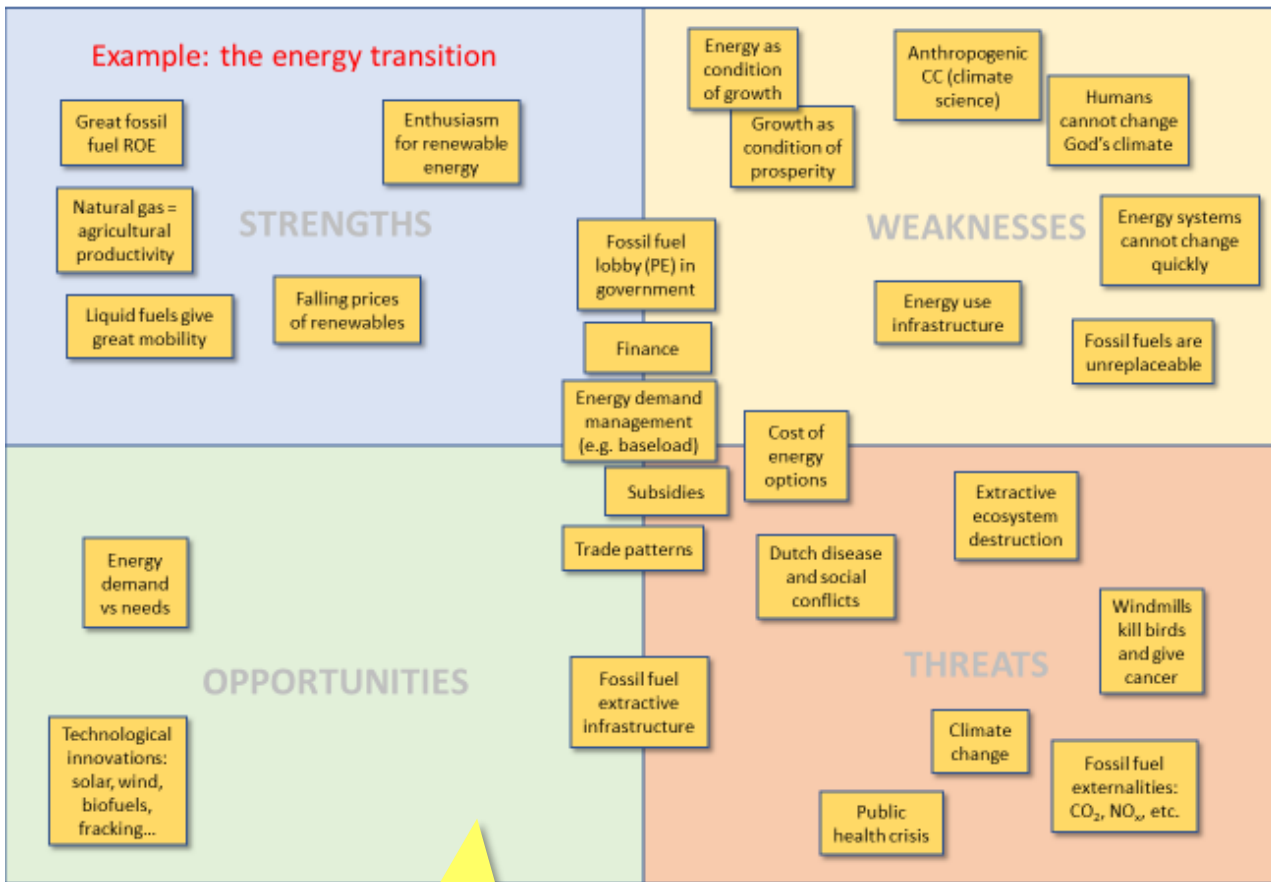 Example: the energy transition
Great fossil
fuel ROE
Enthusiasm
for renewable
energy
Natural gas =
agricultural
productivity
STRENGTHS
Liquid fuels give
great mobility
Falling prices
of renewables
Energy as
condition
of growth
Growth as
condition of
prosperity
Anthropogenic
CC (climate
science)
Humans
cannot change
God's climate
WEAKNESSES
Energy systems
cannot change
quickly
Energy use
infrastructure
Fossil fuels are
unreplaceable
Fossil fuel
lobby (PE) in
government
Finance
Energy demand
management
(e.g. baseload)
Cost of
energy
options
Subsidies
Trade patterns
Energy
demand
vs needs
OPPORTUNITIES
Technological
innovations:
solar, wind,
biofuels,
fracking...
Fossil fuel
extractive
infrastructure
Extractive
ecosystem
destruction
Dutch disease
and social
conflicts
Windmills
kill birds
and give
cancer
THREATS
Climate
change
Fossil fuel
externalities:
CO₂, NOₓ, etc.
Public
health crisis